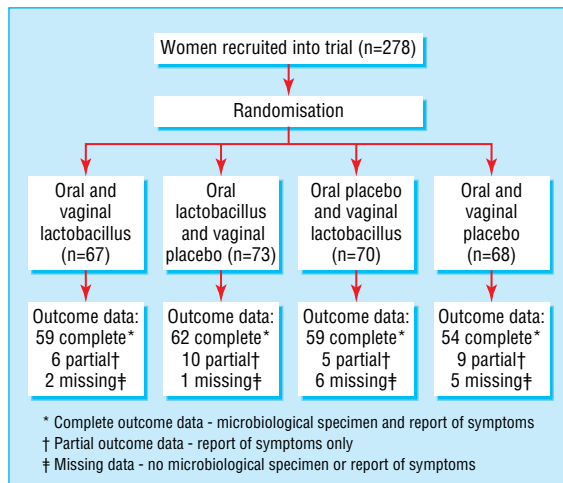 Women recruited into trial (n=278)
Randomisation
Oral and
vaginal
lactobacillus
(n=67)
Oral
lactobacillus
and vaginal
placebo (n=73)
Oral placebo
and vaginal
lactobacillus
(n=70)
Oral and
vaginal
placebo
(n=68)
Outcome data:
59 complete*
6 partial†
2 missing‡
Outcome data:
62 complete*
10 partial†
1 missing‡
Outcome data:
59 complete*
5 partial†
6 missing‡
Outcome data:
54 complete*
9 partial†
5 missing‡
* Complete outcome data - microbiological specimen and report of symptoms
† Partial outcome data - report of symptoms only
‡ Missing data - no microbiological specimen or report of symptoms